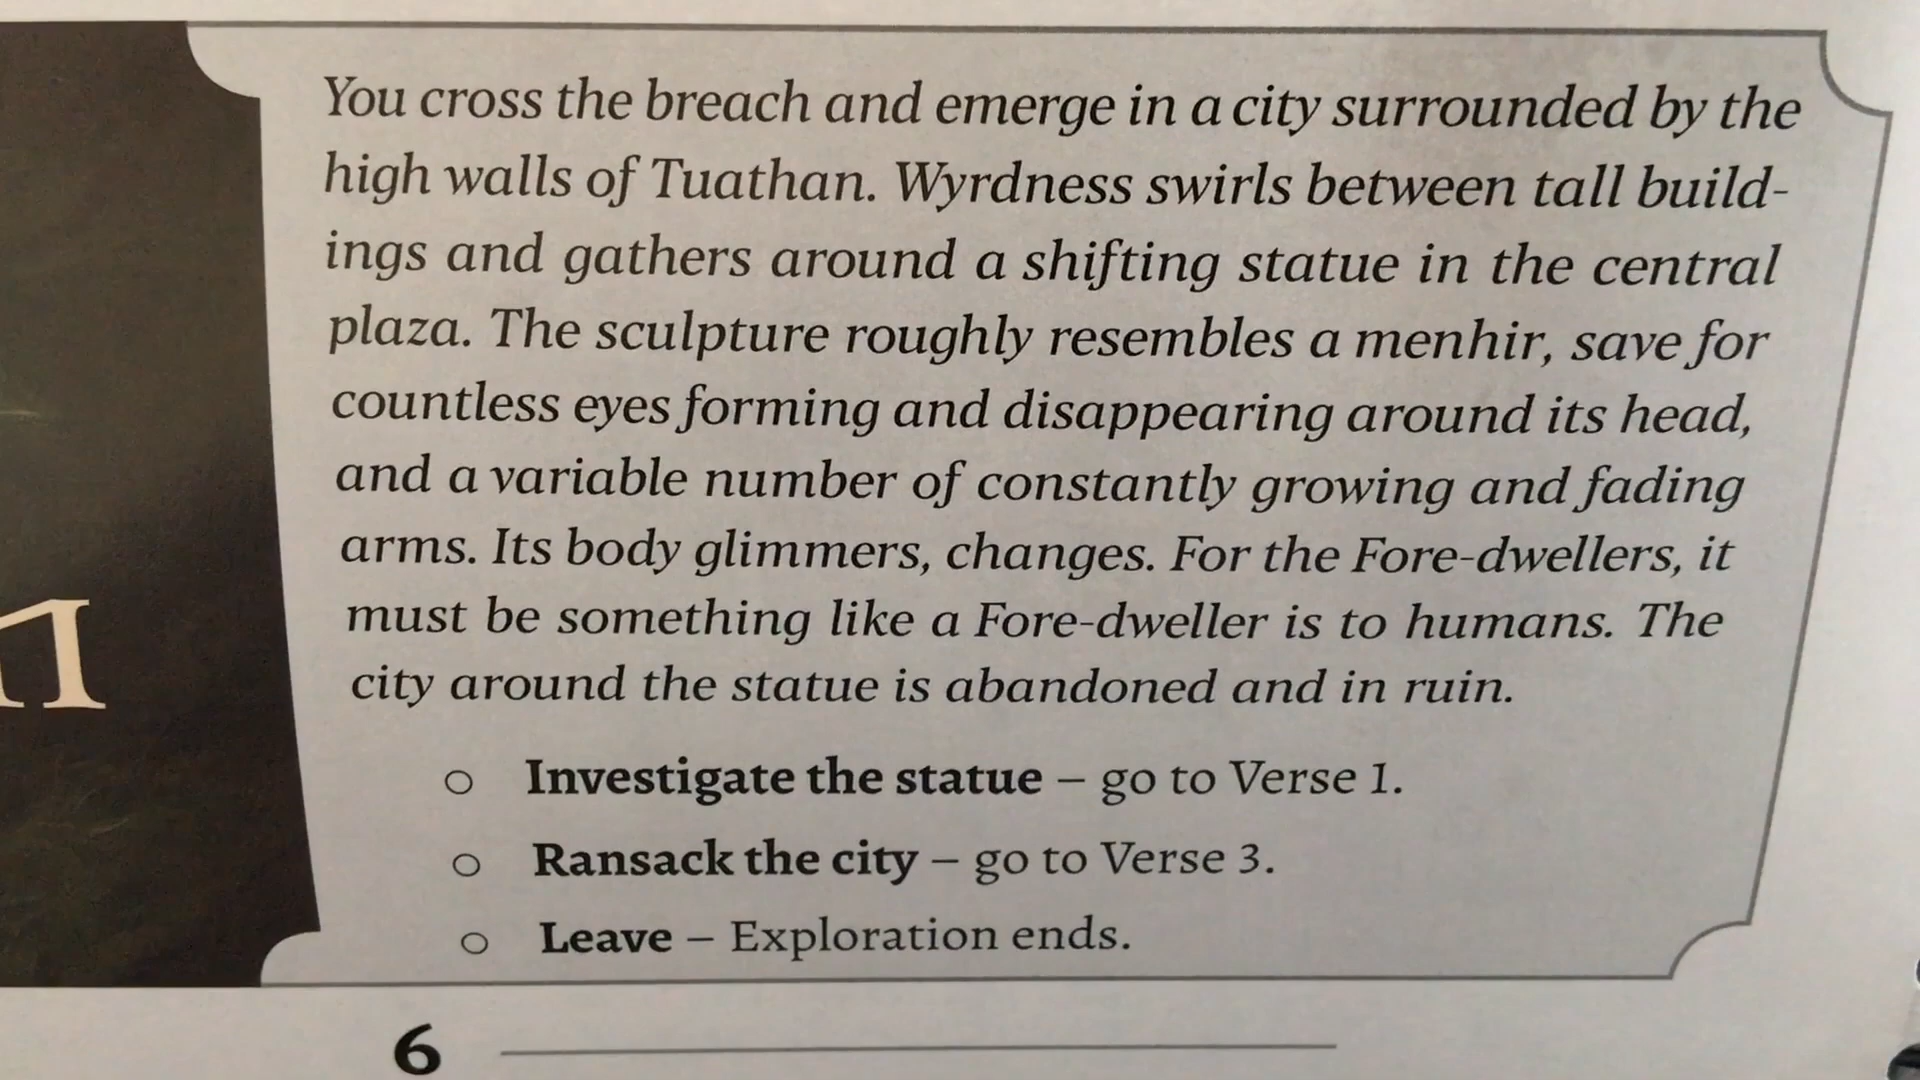 You cross the breach and emerge in a city surrounded by the
high walls of Tuathan. Wyrdness swirls between tall build-
ings and gathers around a shifting statue in the central
plaza. The sculpture roughly resembles a menhir, save for
countless eyes forming and disappearing around its head,
and a variable number of constantly growing and fading
arms. Its body glimmers, changes. For the Fore-dwellers, it
must be something like a Fore-dweller is to humans. The
city around the statue is abandoned and in ruin.
○ Investigate the statue – go to Verse 1.
○ Ransack the city – go to Verse 3.
○ Leave – Exploration ends.
6